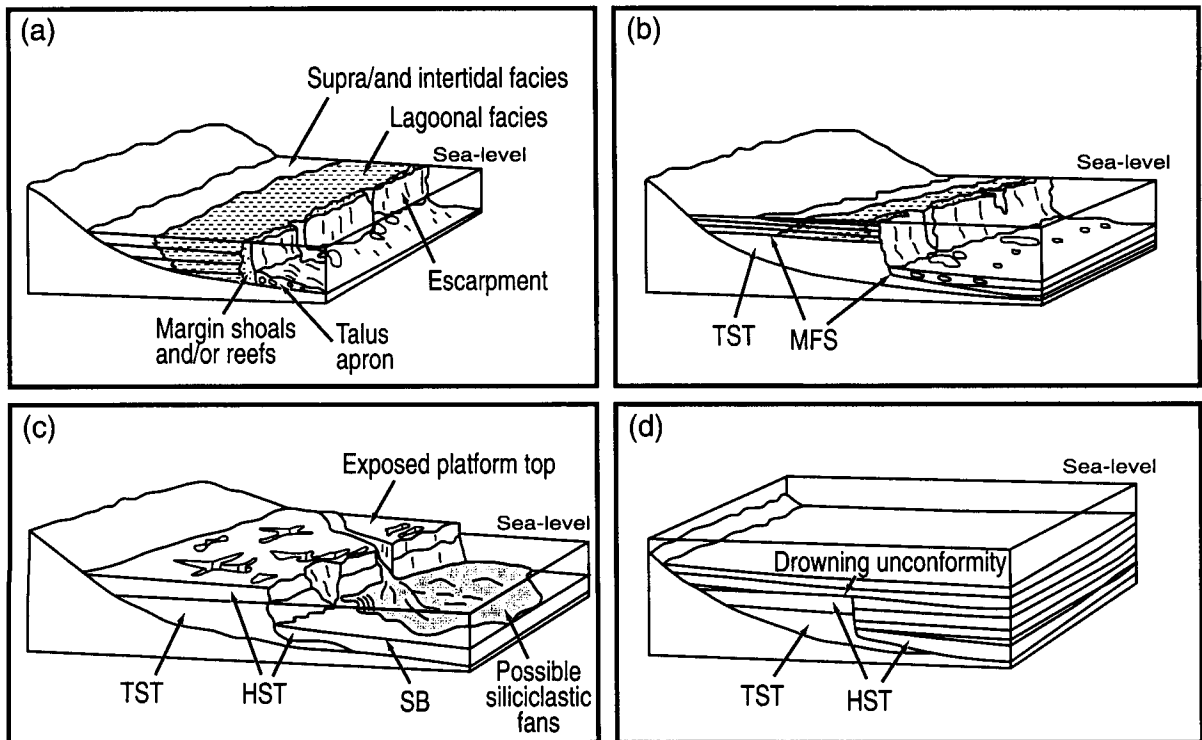 (a)
Supra/and intertidal facies
Lagoonal facies
Sea-level
Escarpment
Margin shoals
and/or reefs
Talus
apron
(b)
Sea-level
TST
MFS
(c)
Exposed platform top
Sea-level
TST
HST
SB
Possible
siliciclastic
fans
(d)
Sea-level
Drowning unconformity
TST
HST